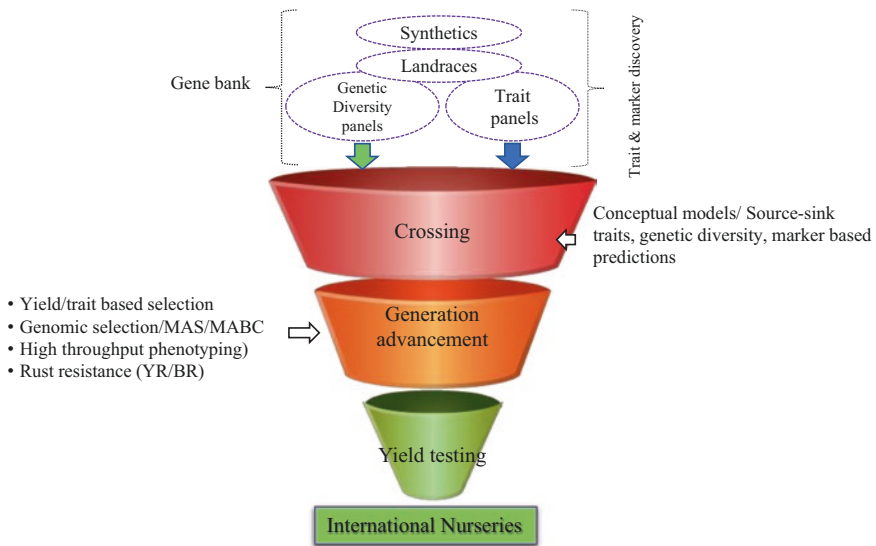 Synthetics
Landraces
Gene bank
Genetic
Diversity
panels
Trait
panels
Trait & marker discovery
Crossing
Conceptual models/ Source-sink
traits, genetic diversity, marker based
predictions
• Yield/trait based selection
• Genomic selection/MAS/MABC
• High throughput phenotyping)
• Rust resistance (YR/BR)
Generation
advancement
Yield testing
International Nurseries